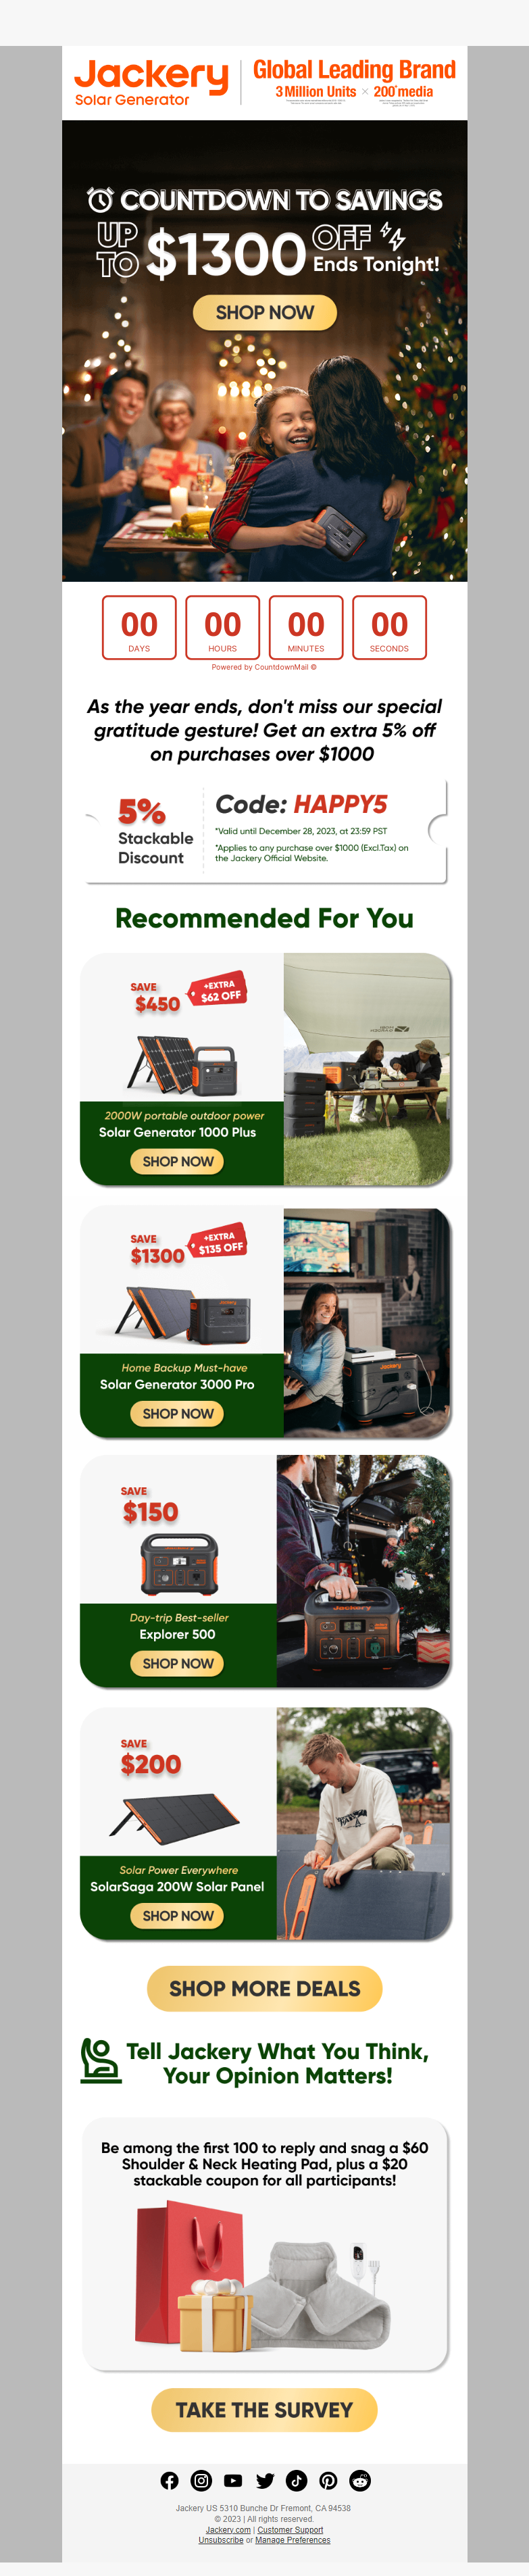 Jackery
Solar Generator
Global Leading Brand
3 Million Units × 200+media
COUNTDOWN TO SAVINGS
UP TO $1300 OFF
Ends Tonight!
SHOP NOW
00 00 00 00
DAYS HOURS MINUTES SECONDS
Powered by CountdownMail ©
As the year ends, don't miss our special
gratitude gesture! Get an extra 5% off
on purchases over $1000
5%
Stackable
Discount
Code: HAPPY5
*Valid until December 28, 2023, at 23:59 PST
*Applies to any purchase over $1000 (Excl.Tax) on
the Jackery Official Website.
Recommended For You
SAVE
$450
+EXTRA
$62 OFF
2000W portable outdoor power
Solar Generator 1000 Plus
SHOP NOW
SAVE
$1300
+EXTRA
$135 OFF
Jackery
Home Backup Must-have
Solar Generator 3000 Pro
SHOP NOW
SAVE
$150
Jackery
Jackery
Day-trip Best-seller
Explorer 500
SHOP NOW
SAVE
$200
Solar Power Everywhere
SolarSaga 200W Solar Panel
SHOP NOW
SHOP MORE DEALS
Tell Jackery What You Think,
Your Opinion Matters!
Be among the first 100 to reply and snag a $60
Shoulder & Neck Heating Pad, plus a $20
stackable coupon for all participants!
TAKE THE SURVEY
Jackery US 5310 Bunche Dr Fremont, CA 94538
© 2023 | All rights reserved.
Jackery.com | Customer Support
Unsubscribe or Manage Preferences